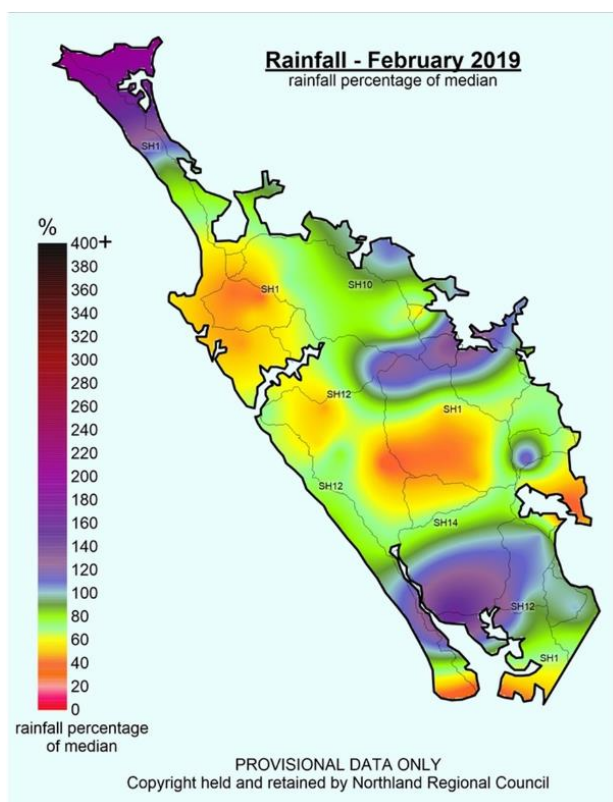 Rainfall - February 2019
rainfall percentage of median
SH1
%
400+
380
360
340
320
300
280
260
240
220
200
180
160
140
120
100
80
60
40
20
0
rainfall percentage
of median
SH1
SH10
SH12
SH1
SH12
SH14
SH12
SH1
PROVISIONAL DATA ONLY
Copyright held and retained by Northland Regional Council